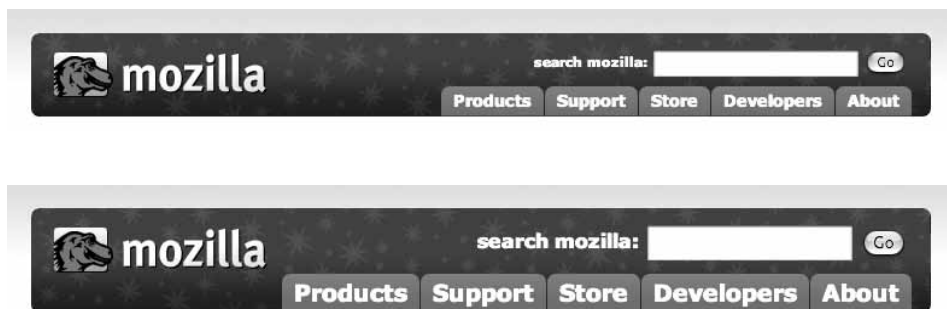 mozilla
search mozilla: Go
Products Support Store Developers About
mozilla
search mozilla: Go
Products Support Store Developers About